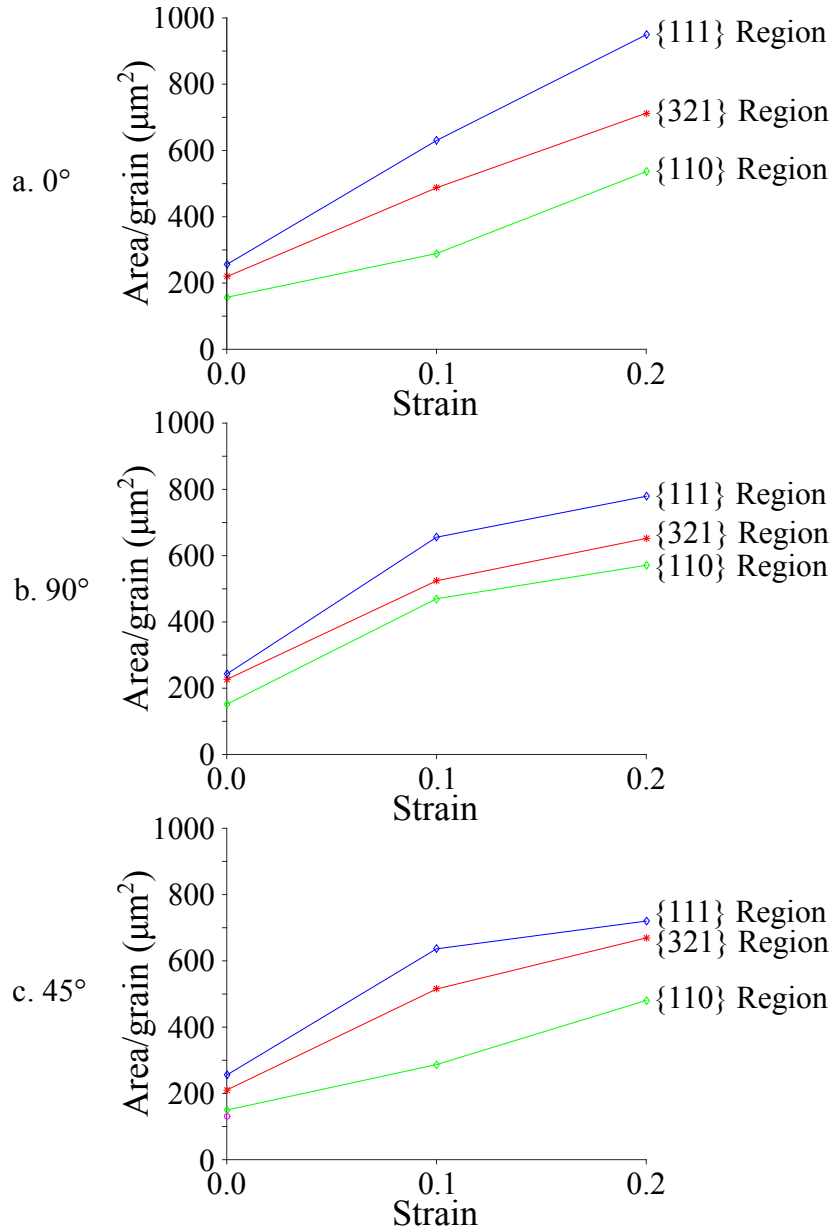 1000
{111} Region
800
{321} Region
600
{110} Region
a. 0°
Area/grain (µm²)
400
200
0
0.0
0.1
0.2
Strain
1000
800
{111} Region
{321} Region
600
{110} Region
b. 90°
Area/grain (µm²)
400
200
0
0.0
0.1
0.2
Strain
1000
800
{111} Region
{321} Region
600
{110} Region
c. 45°
Area/grain (µm²)
400
200
0
0.0
0.1
0.2
Strain